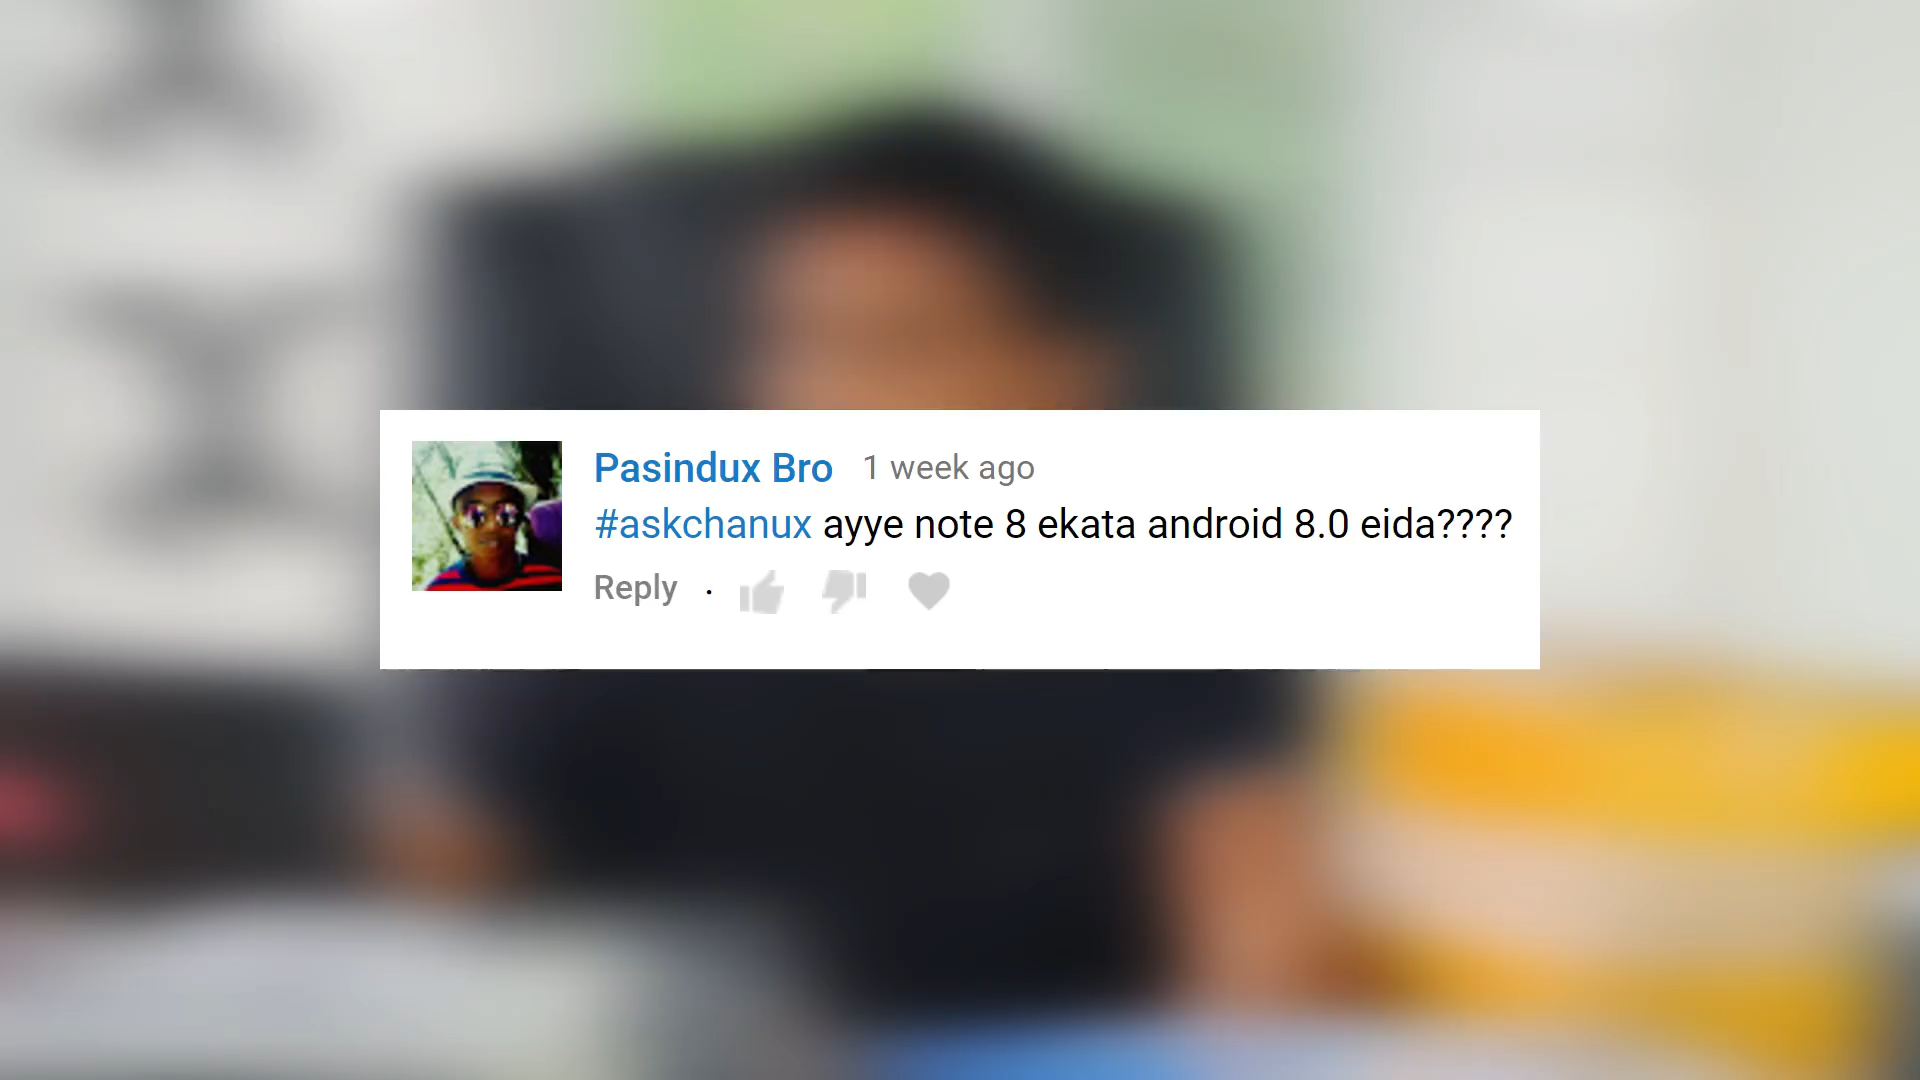 Pasindux Bro 1 week ago
#askchanux ayye note 8 ekata android 8.0 eida????
Reply ·